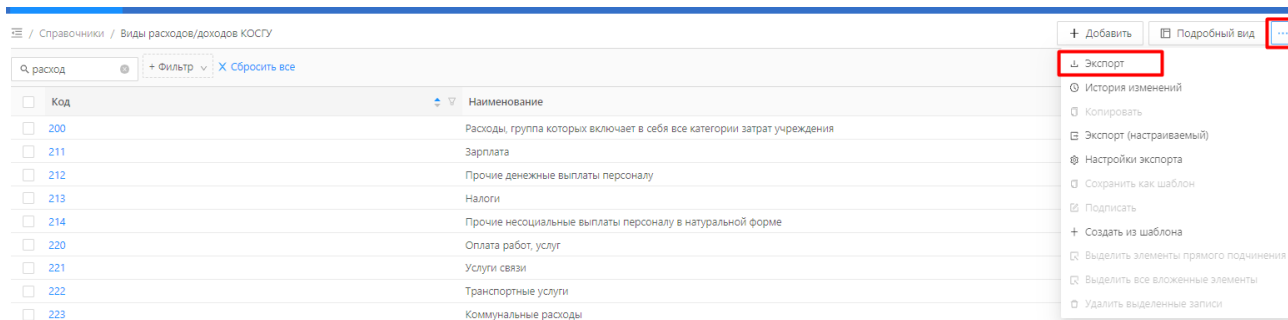 / Справочники / Виды расходов/доходов КОСГУ
+ Добавить
Подробный вид
...
расход
+ Фильтр
X Сбросить все
Код
Наименование
200 Расходы, группа которых включает в себя все категории затрат учреждения
211 Зарплата
212 Прочие денежные выплаты персоналу
213 Налоги
214 Прочие несоциальные выплаты персоналу в натуральной форме
220 Оплата работ, услуг
221 Услуги связи
222 Транспортные услуги
223 Коммунальные расходы
Экспорт
История изменений
Копировать
Экспорт (настраиваемый)
Настройки экспорта
Сохранить как шаблон
Подписать
+ Создать из шаблона
Выделить элементы прямого подчинения
Выделить все вложенные элементы
Удалить выделенные записи